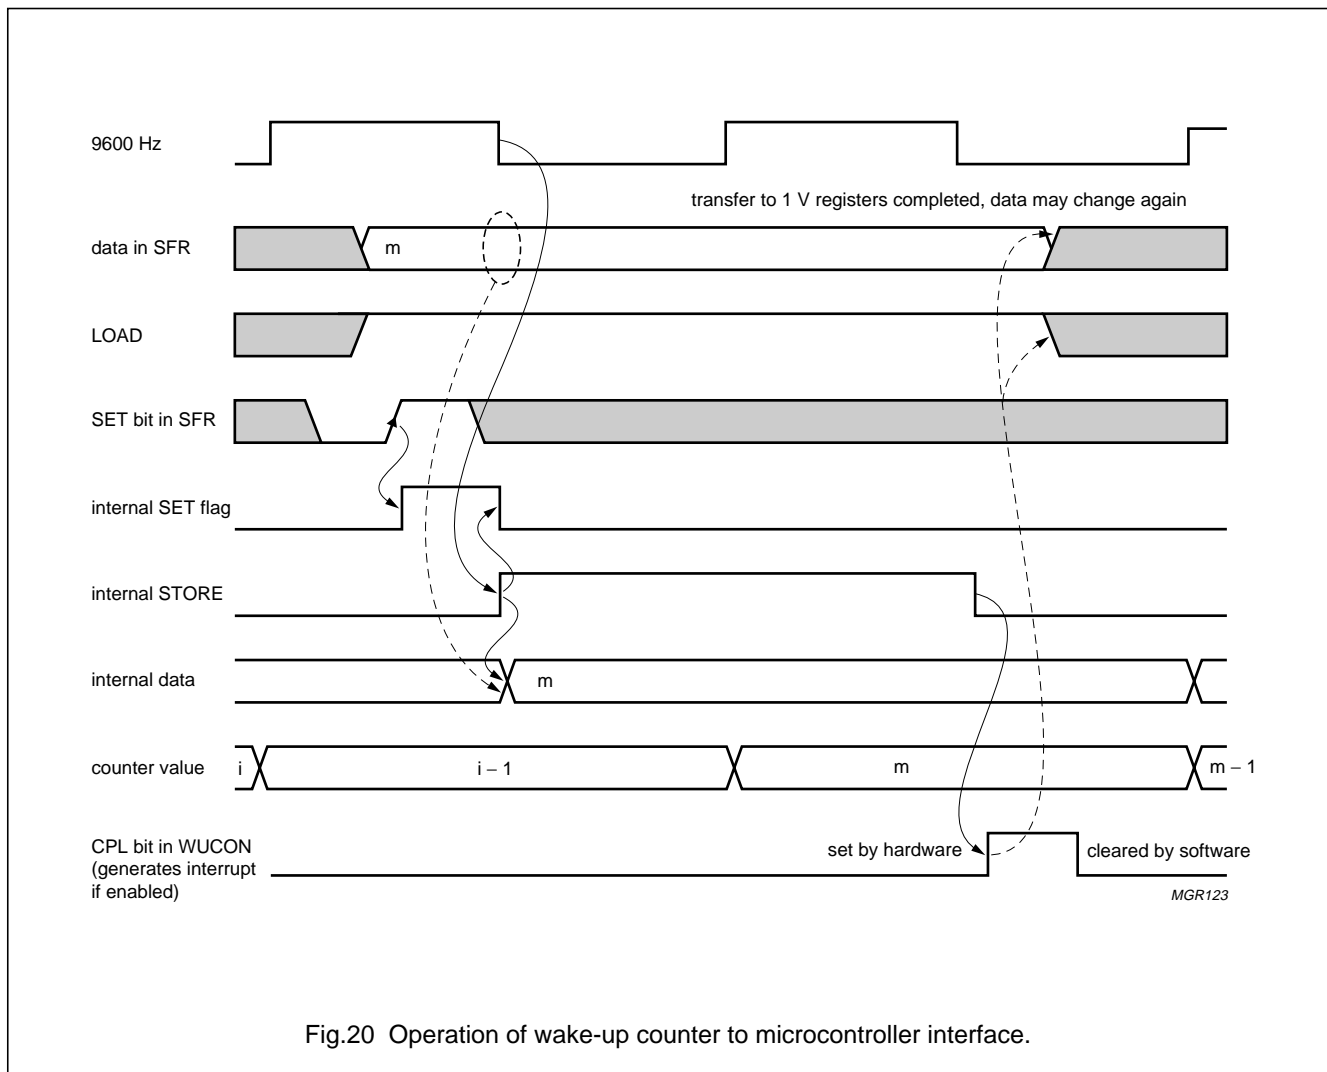 9600 Hz
transfer to 1 V registers completed, data may change again
data in SFR
m
LOAD
SET bit in SFR
internal SET flag
internal STORE
internal data
m
counter value
i
i – 1
m
m – 1
CPL bit in WUCON
(generates interrupt
if enabled)
set by hardware
cleared by software
MGR123
Fig.20 Operation of wake-up counter to microcontroller interface.